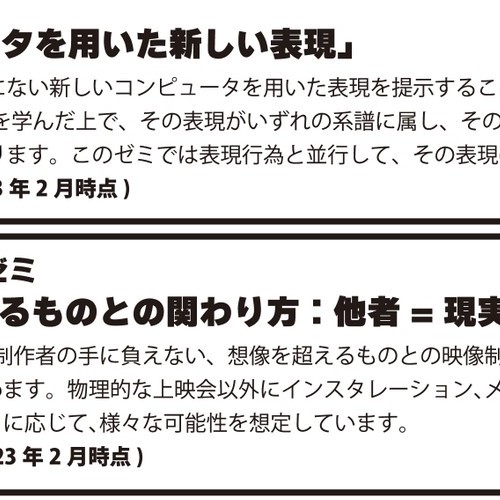 タを用いた新しい表現」
ない新しいコンピュータを用いた表現を提示するこ
を学んだ上で、その表現がいずれの系譜に属し、その
ります。このゼミでは表現行為と並行して、その表現
3 年 2 月時点 )
ゼミ
るものとの関わり方：他者 = 現実
制作者の手に負えない、想像を超えるものとの映像制
ます。物理的な上映会以外にインスタレーション、メ
に応じて、様々な可能性を想定しています。
23 年 2 月時点 )